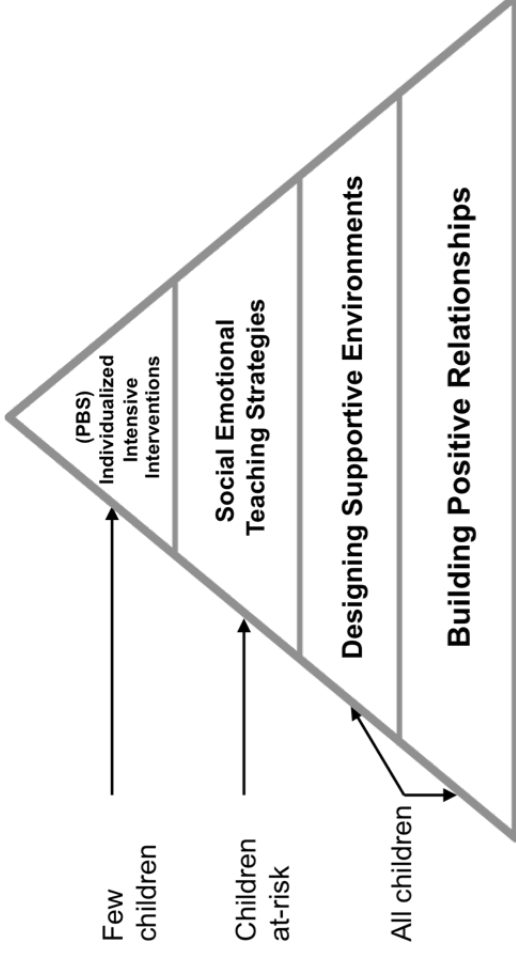 Few
children
Children
at-risk
All children
(PBS)
Individualized
Intensive
Interventions
Social Emotional
Teaching Strategies
Designing Supportive Environments
Building Positive Relationships